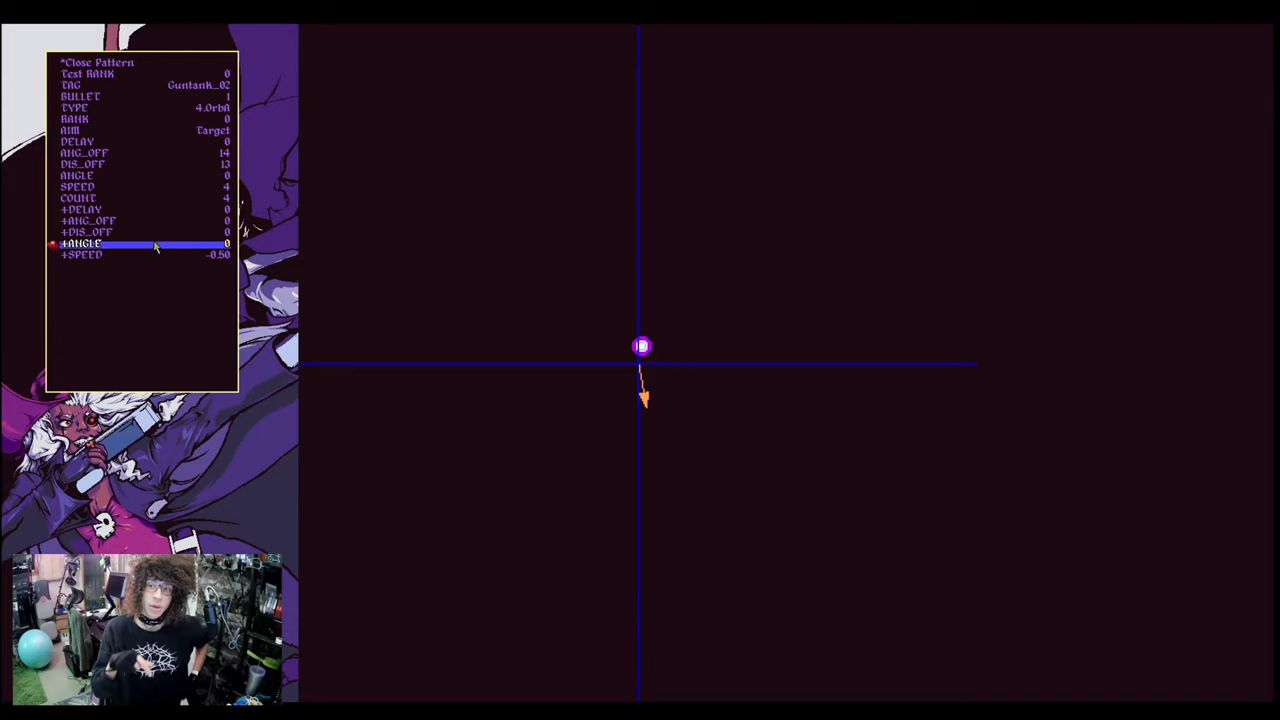 *Close Pattern
Test RANK 0
TAG Guntank_02
BULLET 1
TYPE 4.OrbA
RANK 0
AIM Target
DELAY 0
ANG_OFF 14
DIS_OFF 13
ANGLE 0
SPEED 4
COUNT 4
+DELAY 0
+ANG_OFF 0
+DIS_OFF 0
+ANGLE 0
+SPEED -0.50